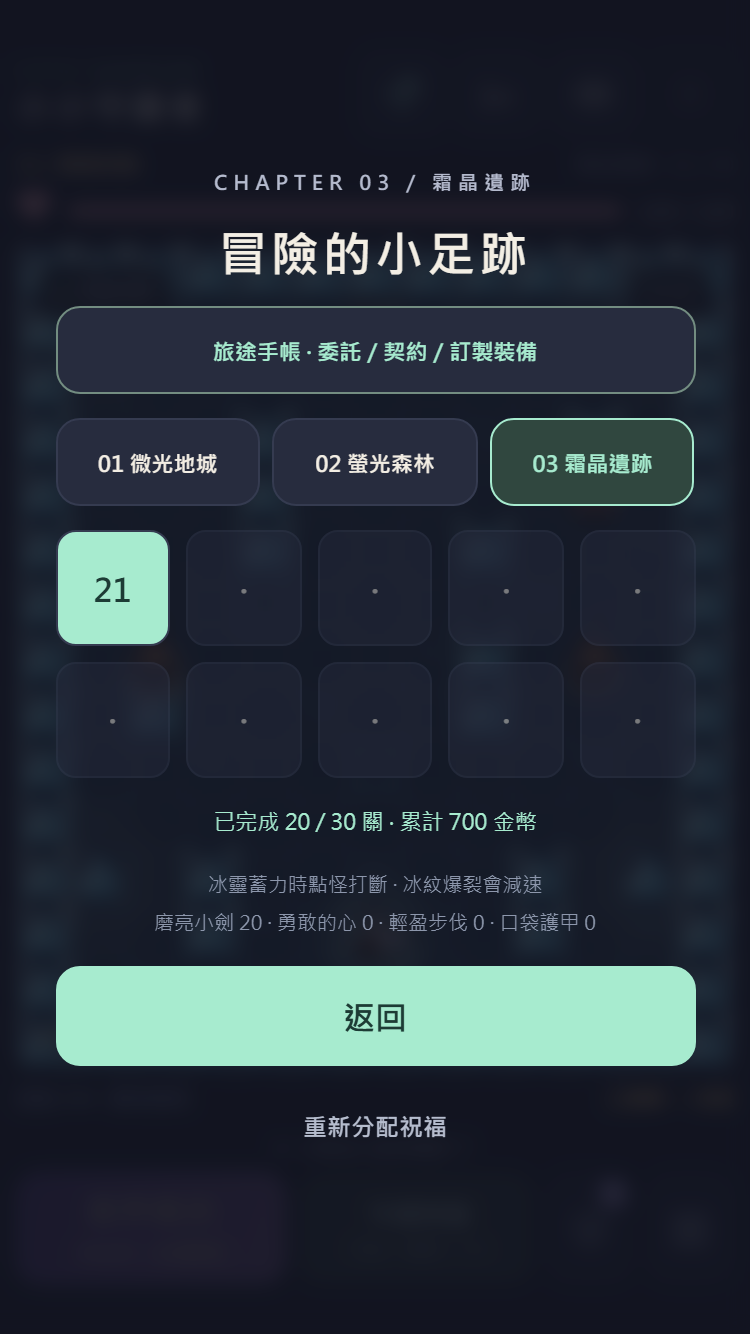 CHAPTER 03 / 霜晶遺跡
冒險的小足跡
旅途手帳 · 委託 / 契約 / 訂製裝備
01 微光地城
02 螢光森林
03 霜晶遺跡
21
已完成 20 / 30 關 · 累計 700 金幣
冰靈蓄力時點怪打斷 · 冰紋爆裂會減速
磨亮小劍 20 · 勇敢的心 0 · 輕盈步伐 0 · 口袋護甲 0
返回
重新分配祝福